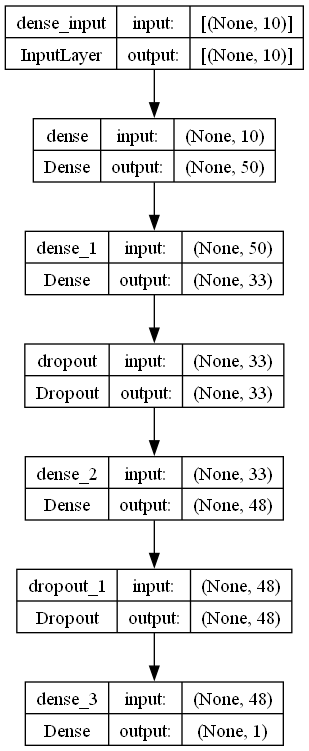 dense_input input: [(None, 10)]
InputLayer output: [(None, 10)]
dense input: (None, 10)
Dense output: (None, 50)
dense_1 input: (None, 50)
Dense output: (None, 33)
dropout input: (None, 33)
Dropout output: (None, 33)
dense_2 input: (None, 33)
Dense output: (None, 48)
dropout_1 input: (None, 48)
Dropout output: (None, 48)
dense_3 input: (None, 48)
Dense output: (None, 1)